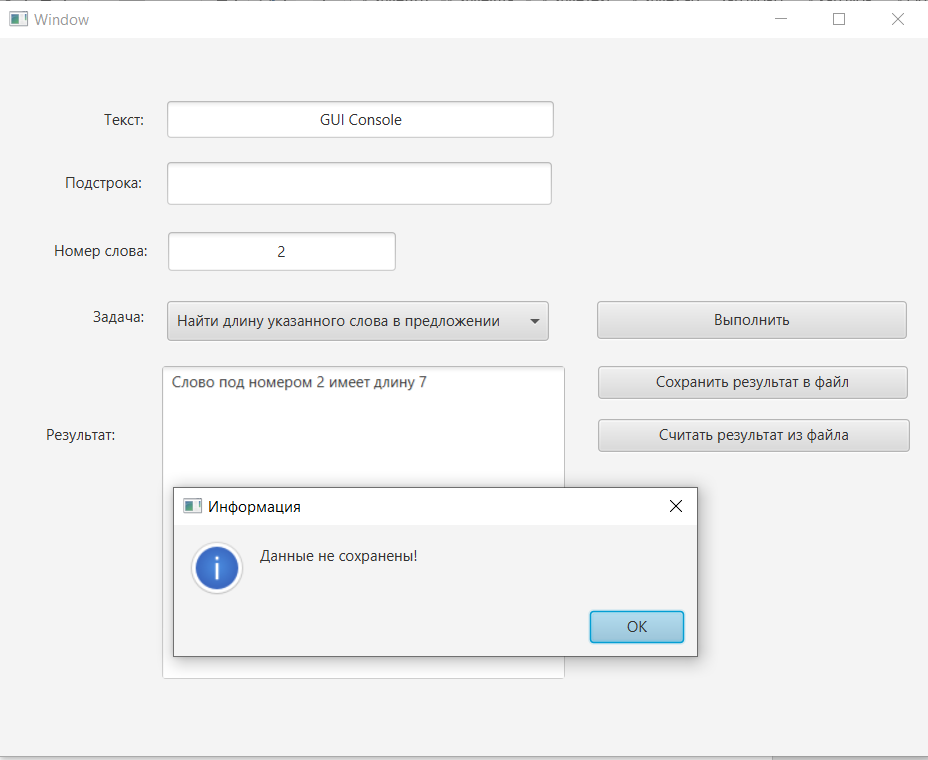 Window
Текст:
GUI Console
Подстрока:
Номер слова:
2
Задача:
Найти длину указанного слова в предложении
Выполнить
Слово под номером 2 имеет длину 7
Сохранить результат в файл
Результат:
Считать результат из файла
Информация
Данные не сохранены!
OK